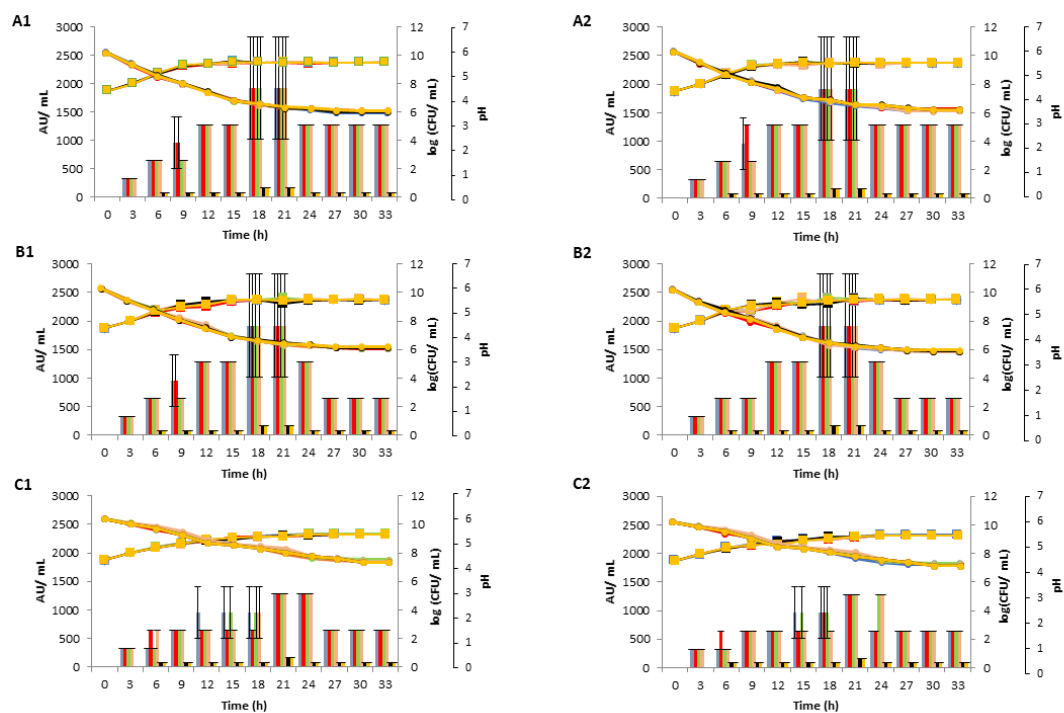 A1
A2
3000 12 7
2500 10 6
2000 8 5
1500 6 4
1000 4 3
500 2 2
0 0 1
0
AU/ mL
log (CFU/ mL)
pH
0 3 6 9 12 15 18 21 24 27 30 33
Time (h)
3000 12 7
2500 10 6
2000 8 5
1500 6 4
1000 4 3
500 2 2
0 0 1
0
AU/ mL
log (CFU/ mL)
pH
0 3 6 9 12 15 18 21 24 27 30 33
Time (h)
B1
B2
3000 12 7
2500 10 6
2000 8 5
1500 6 4
1000 4 3
500 2 2
0 0 1
0
AU/ mL
log(CFU/ mL)
pH
0 3 6 9 12 15 18 21 24 27 30 33
Time (h)
3000 12 7
2500 10 6
2000 8 5
1500 6 4
1000 4 3
500 2 2
0 0 1
0
AU/ mL
log(CFU/ mL)
pH
0 3 6 9 12 15 18 21 24 27 30 33
Time (h)
C1
C2
3000 12 7
2500 10 6
2000 8 5
1500 6 4
1000 4 3
500 2 2
0 0 1
0
AU/ mL
log (CFU/ mL)
pH
0 3 6 9 12 15 18 21 24 27 30 33
Time (h)
3000 12 7
2500 10 6
2000 8 5
1500 6 4
1000 4 3
500 2 2
0 0 1
0
AU/ mL
log(CFU/ mL)
pH
0 3 6 9 12 15 18 21 24 27 30 33
Time (h)